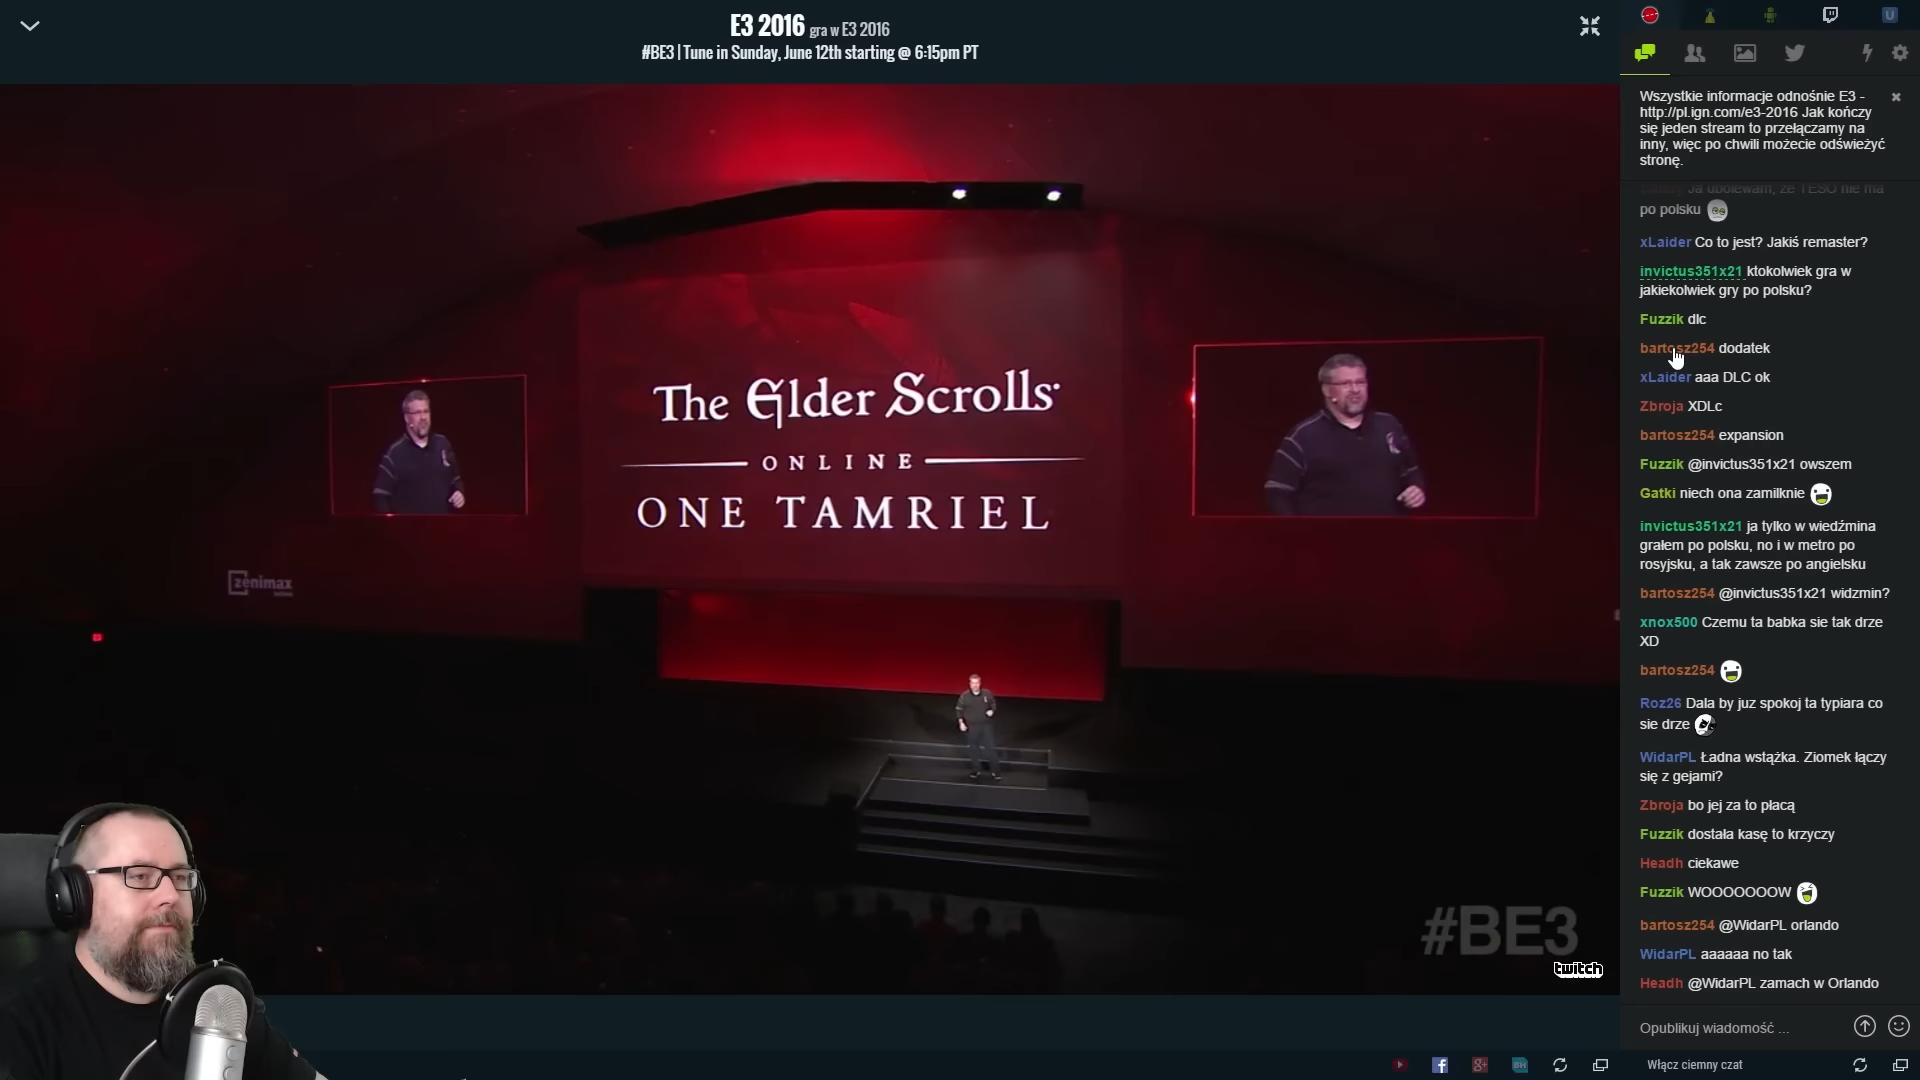 E3 2016 gra w E3 2016
#BE3 | Tune in Sunday, June 12th starting @ 6:15pm PT
The Elder Scrolls
ONLINE
ONE TAMRIEL
zenimax
#BE3
twitch
Wszystkie informacje odnośnie E3 -
http://pl.ign.com/e3-2016 Jak kończy
się jeden stream to przełączamy na
inny, więc po chwili możecie odświeżyć
stronę.
Ja ubolewam, że TESO nie ma
po polsku
xLaider Co to jest? Jakiś remaster?
invictus351x21 ktokolwiek gra w
jakiekolwiek gry po polsku?
Fuzzik dlc
bartosz254 dodatek
xLaider aaa DLC ok
Zbroja XDLc
bartosz254 expansion
Fuzzik @invictus351x21 owszem
Gatki niech ona zamilknie
invictus351x21 ja tylko w wiedźmina
grałem po polsku, no i w metro po
rosyjsku, a tak zawsze po angielsku
bartosz254 @invictus351x21 widzmin?
xnox500 Czemu ta babka sie tak drze
XD
bartosz254
Roz26 Dala by juz spokoj ta typiara co
sie drze
WidarPL Ładna wstążka. Ziomek łączy
się z gejami?
Zbroja bo jej za to płacą
Fuzzik dostała kasę to krzyczy
Headh ciekawe
Fuzzik WOOOOOOOW
bartosz254 @WidarPL orlando
WidarPL aaaaaa no tak
Headh @WidarPL zamach w Orlando
Opublikuj wiadomość ...
Włącz ciemny czat